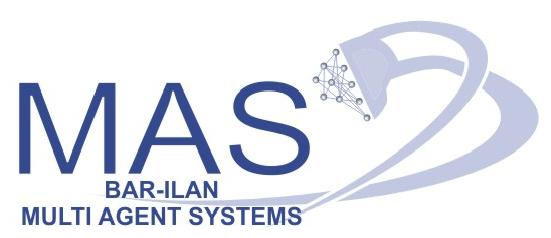 MAS
BAR-ILAN
MULTI AGENT SYSTEMS